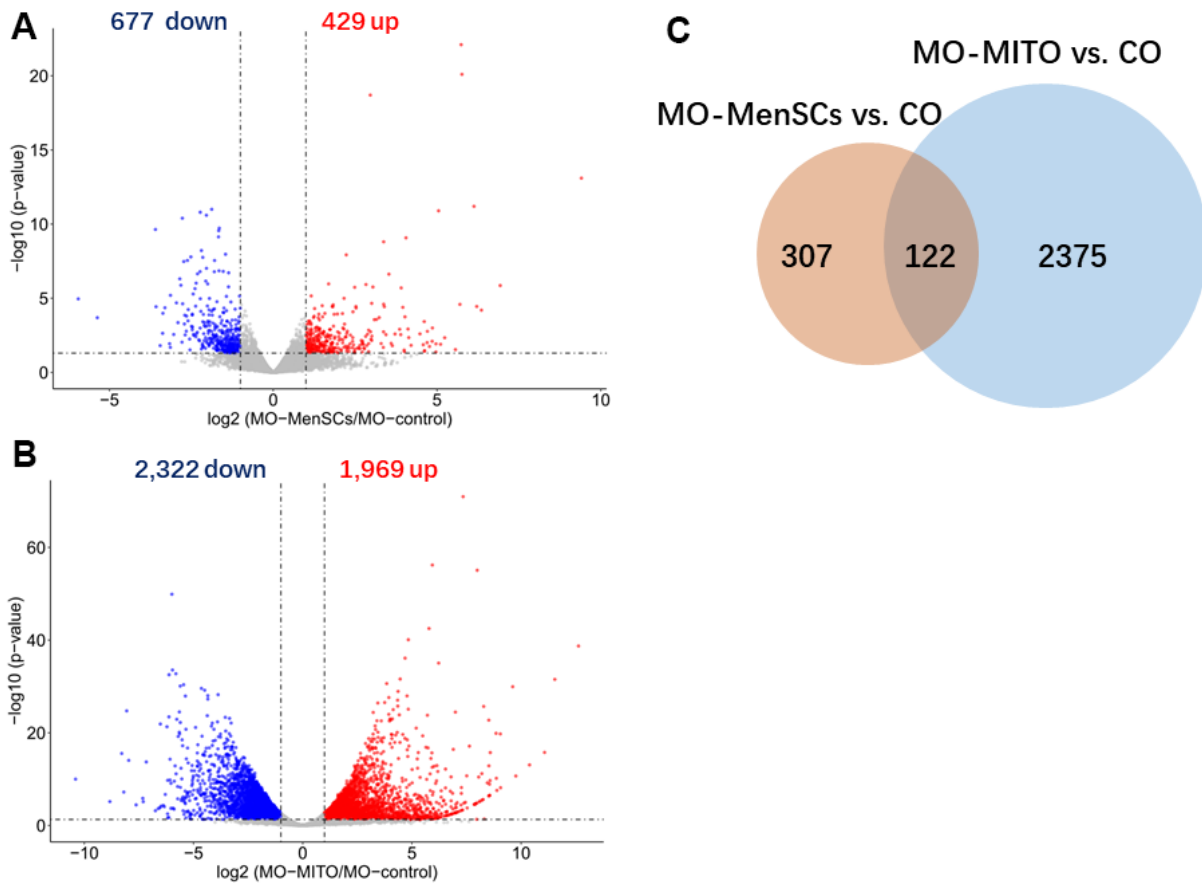 A
677 down
429 up
20
15
10
5
0
−log10 (p−value)
−5
0
5
10
log2 (MO−MenSCs/MO−control)
B
2,322 down
1,969 up
60
40
20
0
−log10 (p−value)
−10
−5
0
5
10
log2 (MO−MITO/MO−control)
C
MO-MITO vs. CO
MO-MenSCs vs. CO
307
122
2375